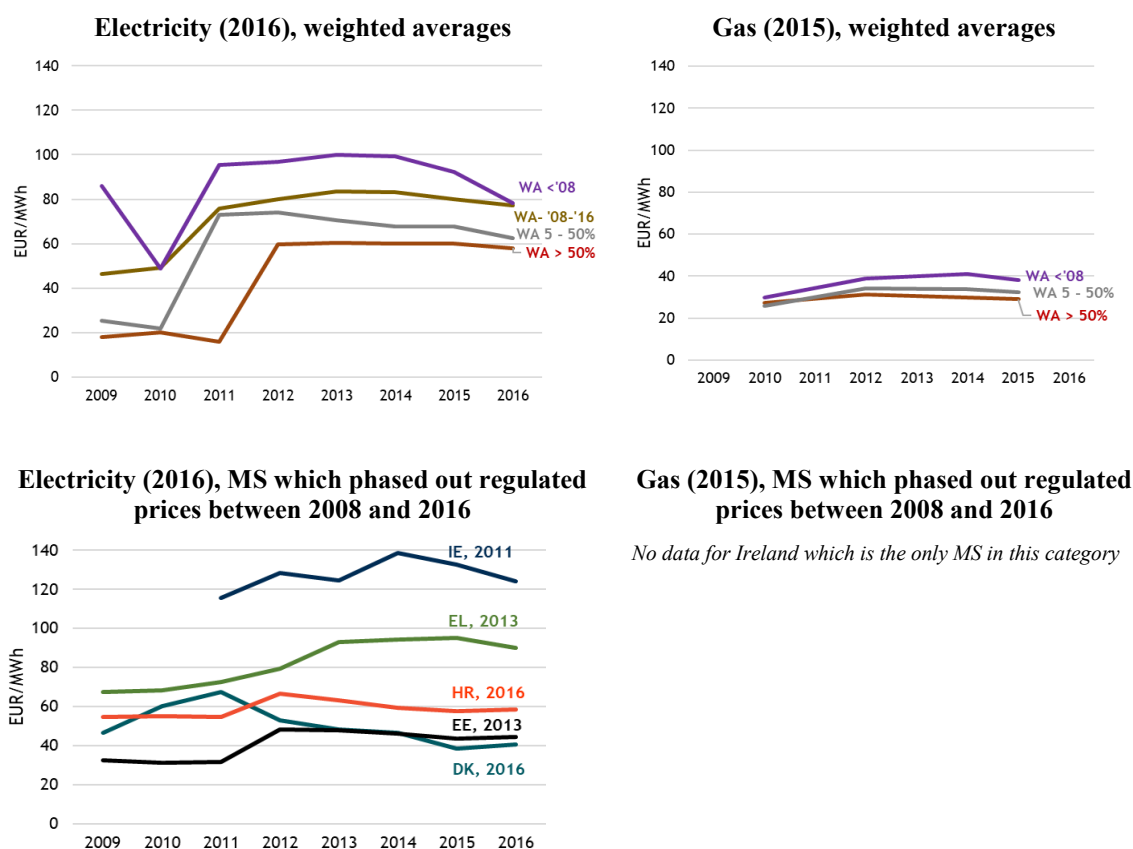 Electricity (2016), weighted averages
140
120
100
80
60
40
20
0
EUR/MWh
2009 2010 2011 2012 2013 2014 2015 2016
WA <'08
WA- '08-'16
WA 5 - 50%
WA > 50%
Gas (2015), weighted averages
140
120
100
80
60
40
20
0
EUR/MWh
2009 2010 2011 2012 2013 2014 2015 2016
WA <'08
WA 5 - 50%
WA > 50%
Electricity (2016), MS which phased out regulated
prices between 2008 and 2016
140
120
100
80
60
40
20
0
EUR/MWh
2009 2010 2011 2012 2013 2014 2015 2016
IE, 2011
EL, 2013
HR, 2016
EE, 2013
DK, 2016
Gas (2015), MS which phased out regulated
prices between 2008 and 2016
No data for Ireland which is the only MS in this category